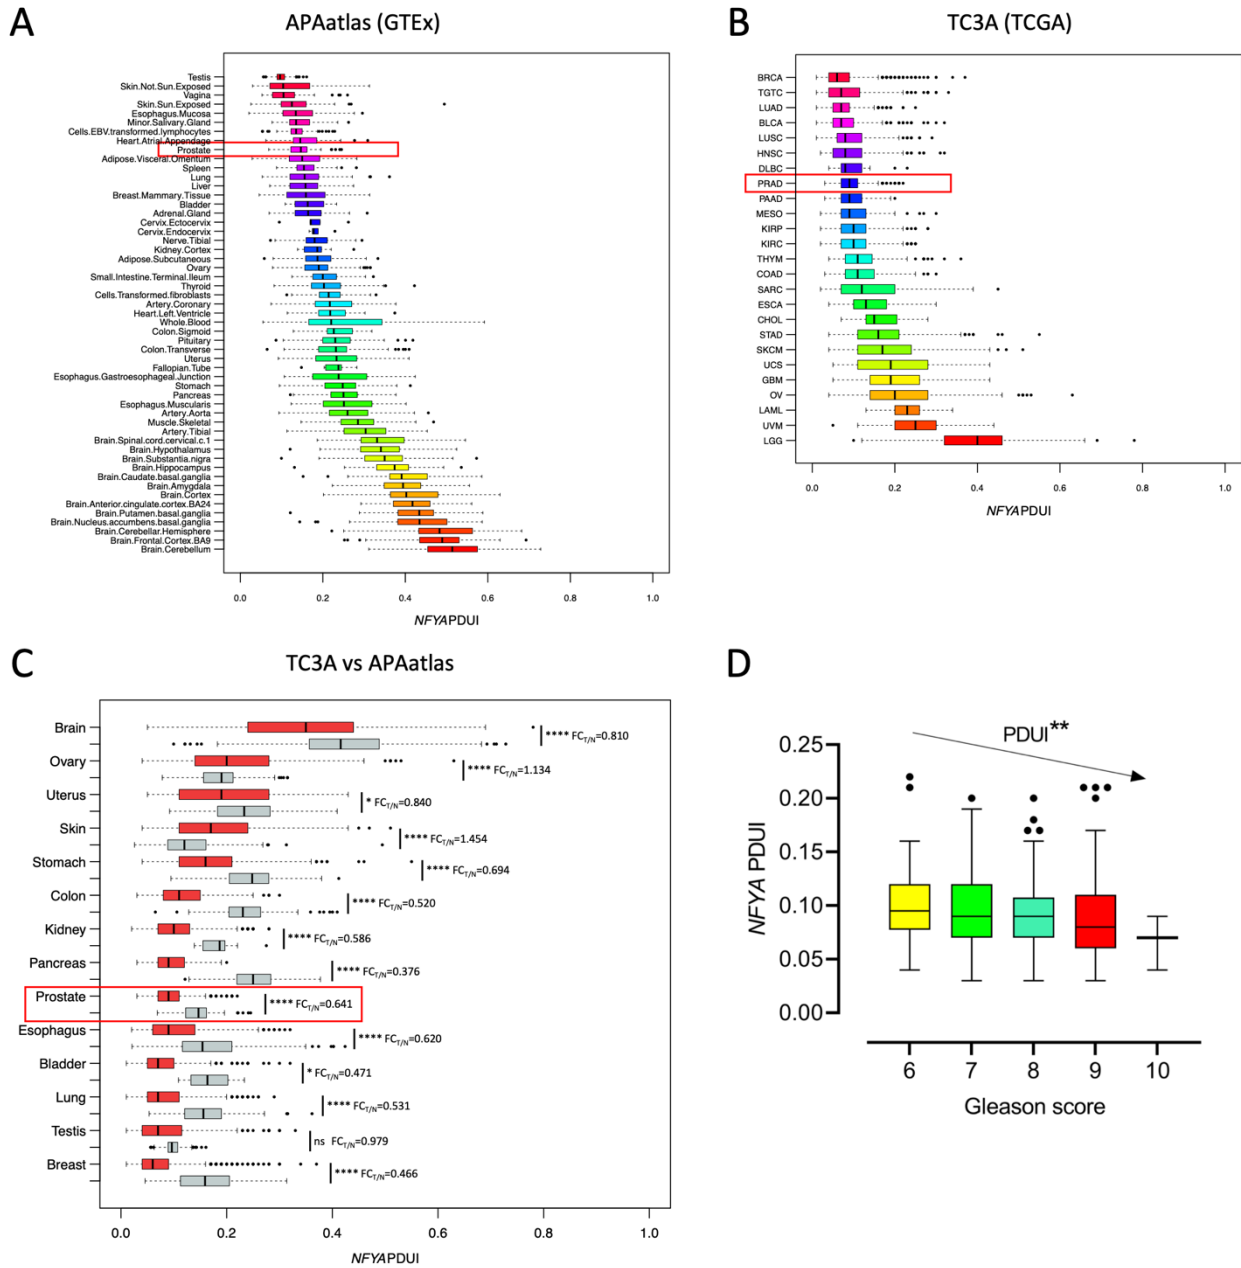 A
APAatlas (GTEx)
Testis
Skin.Not.Sun.Exposed
Vagina
Skin.Sun.Exposed
Esophagus.Mucosa
Minor.Salivary.Gland
Cells.EBV.transformed.lymphocytes
Heart.Atrial.Appendage
Prostate
Adipose.Visceral.Omentum
Spleen
Lung
Liver
Breast.Mammary.Tissue
Bladder
Adrenal.Gland
Cervix.Ectocervix
Cervix.Endocervix
Nerve.Tibial
Kidney.Cortex
Adipose.Subcutaneous
Ovary
Small.Intestine.Terminal.Ileum
Thyroid
Cells.Transformed.fibroblasts
Artery.Coronary
Heart.Left.Ventricle
Whole.Blood
Colon.Sigmoid
Pituitary
Colon.Transverse
Uterus
Fallopian.Tube
Esophagus.Gastroesophageal.Junction
Stomach
Pancreas
Esophagus.Muscularis
Artery.Aorta
Muscle.Skeletal
Artery.Tibial
Brain.Spinal.cord.cervical.c.1
Brain.Hypothalamus
Brain.Substantia.nigra
Brain.Hippocampus
Brain.Caudate.basal.ganglia
Brain.Amygdala
Brain.Cortex
Brain.Anterior.cingulate.cortex.BA24
Brain.Putamen.basal.ganglia
Brain.Nucleus.accumbens.basal.ganglia
Brain.Cerebellar.Hemisphere
Brain.Frontal.Cortex.BA9
Brain.Cerebellum
0.0 0.2 0.4 0.6 0.8 1.0
NFYAPDUI
B
TC3A (TCGA)
BRCA
TGTC
LUAD
BLCA
LUSC
HNSC
DLBC
PRAD
PAAD
MESO
KIRP
KIRC
THYM
COAD
SARC
ESCA
CHOL
STAD
SKCM
UCS
GBM
OV
LAML
UVM
LGG
0.0 0.2 0.4 0.6 0.8 1.0
NFYAPDUI
C
TC3A vs APAatlas
Brain **** FCT/N=0.810
Ovary **** FCT/N=1.134
Uterus * FCT/N=0.840
Skin **** FCT/N=1.454
Stomach **** FCT/N=0.694
Colon **** FCT/N=0.520
Kidney **** FCT/N=0.586
Pancreas **** FCT/N=0.376
Prostate **** FCT/N=0.641
Esophagus **** FCT/N=0.620
Bladder * FCT/N=0.471
Lung **** FCT/N=0.531
Testis ns FCT/N=0.979
Breast **** FCT/N=0.466
0.0 0.2 0.4 0.6 0.8 1.0
NFYAPDUI
D
PDUI**
NFYA PDUI
0.25
0.20
0.15
0.10
0.05
0.00
6 7 8 9 10
Gleason score